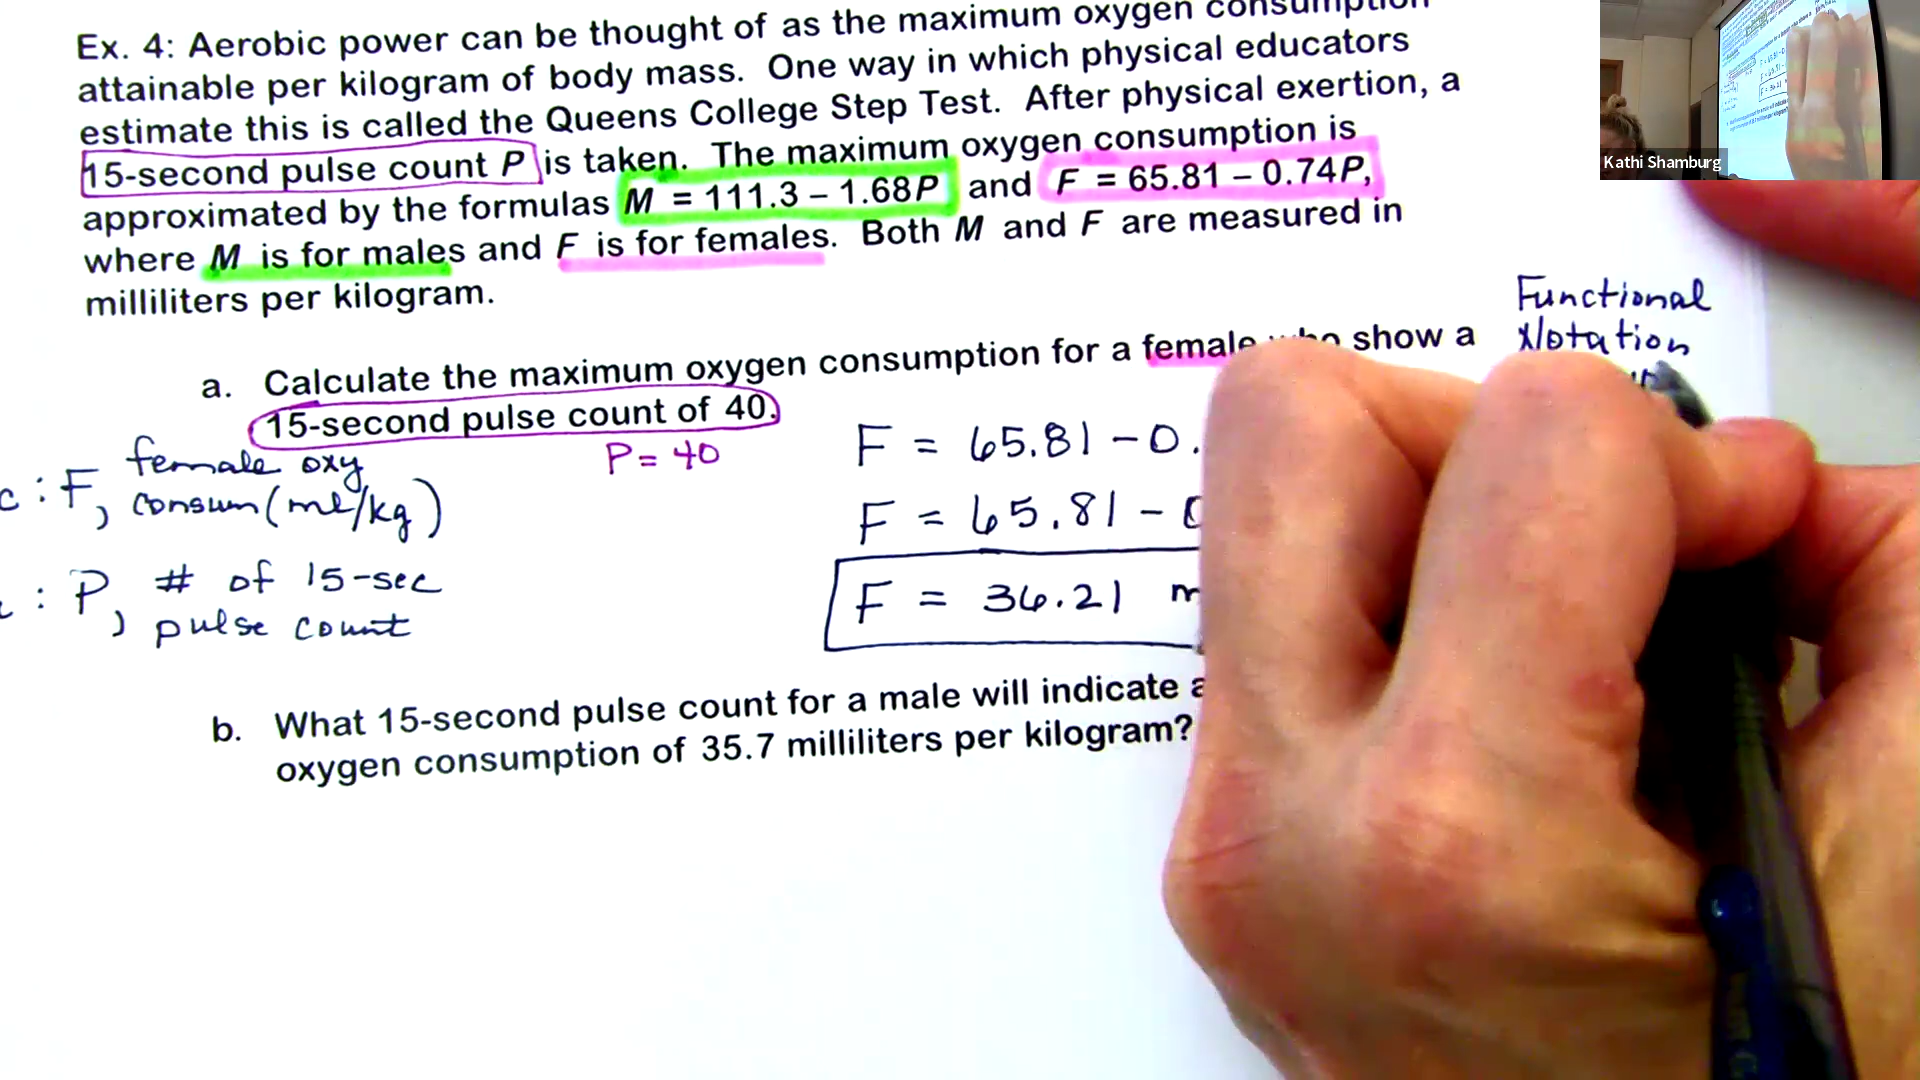 Ex. 4: Aerobic power can be thought of as the maximum oxygen consumption
attainable per kilogram of body mass. One way in which physical educators
estimate this is called the Queens College Step Test. After physical exertion, a
15-second pulse count P is taken. The maximum oxygen consumption is
approximated by the formulas M = 111.3 – 1.68P and F = 65.81 – 0.74P,
where M is for males and F is for females. Both M and F are measured in
milliliters per kilogram.
Functional
Notation
a. Calculate the maximum oxygen consumption for a female who show a
15-second pulse count of 40.
P = 40
F = 65.81 - 0.
F = 65.81 -
F = 36.21
: F, female oxy
consum (ml/kg)
: P, # of 15-sec
pulse count
b. What 15-second pulse count for a male will indicate
oxygen consumption of 35.7 milliliters per kilogram?
Kathi Shamburg